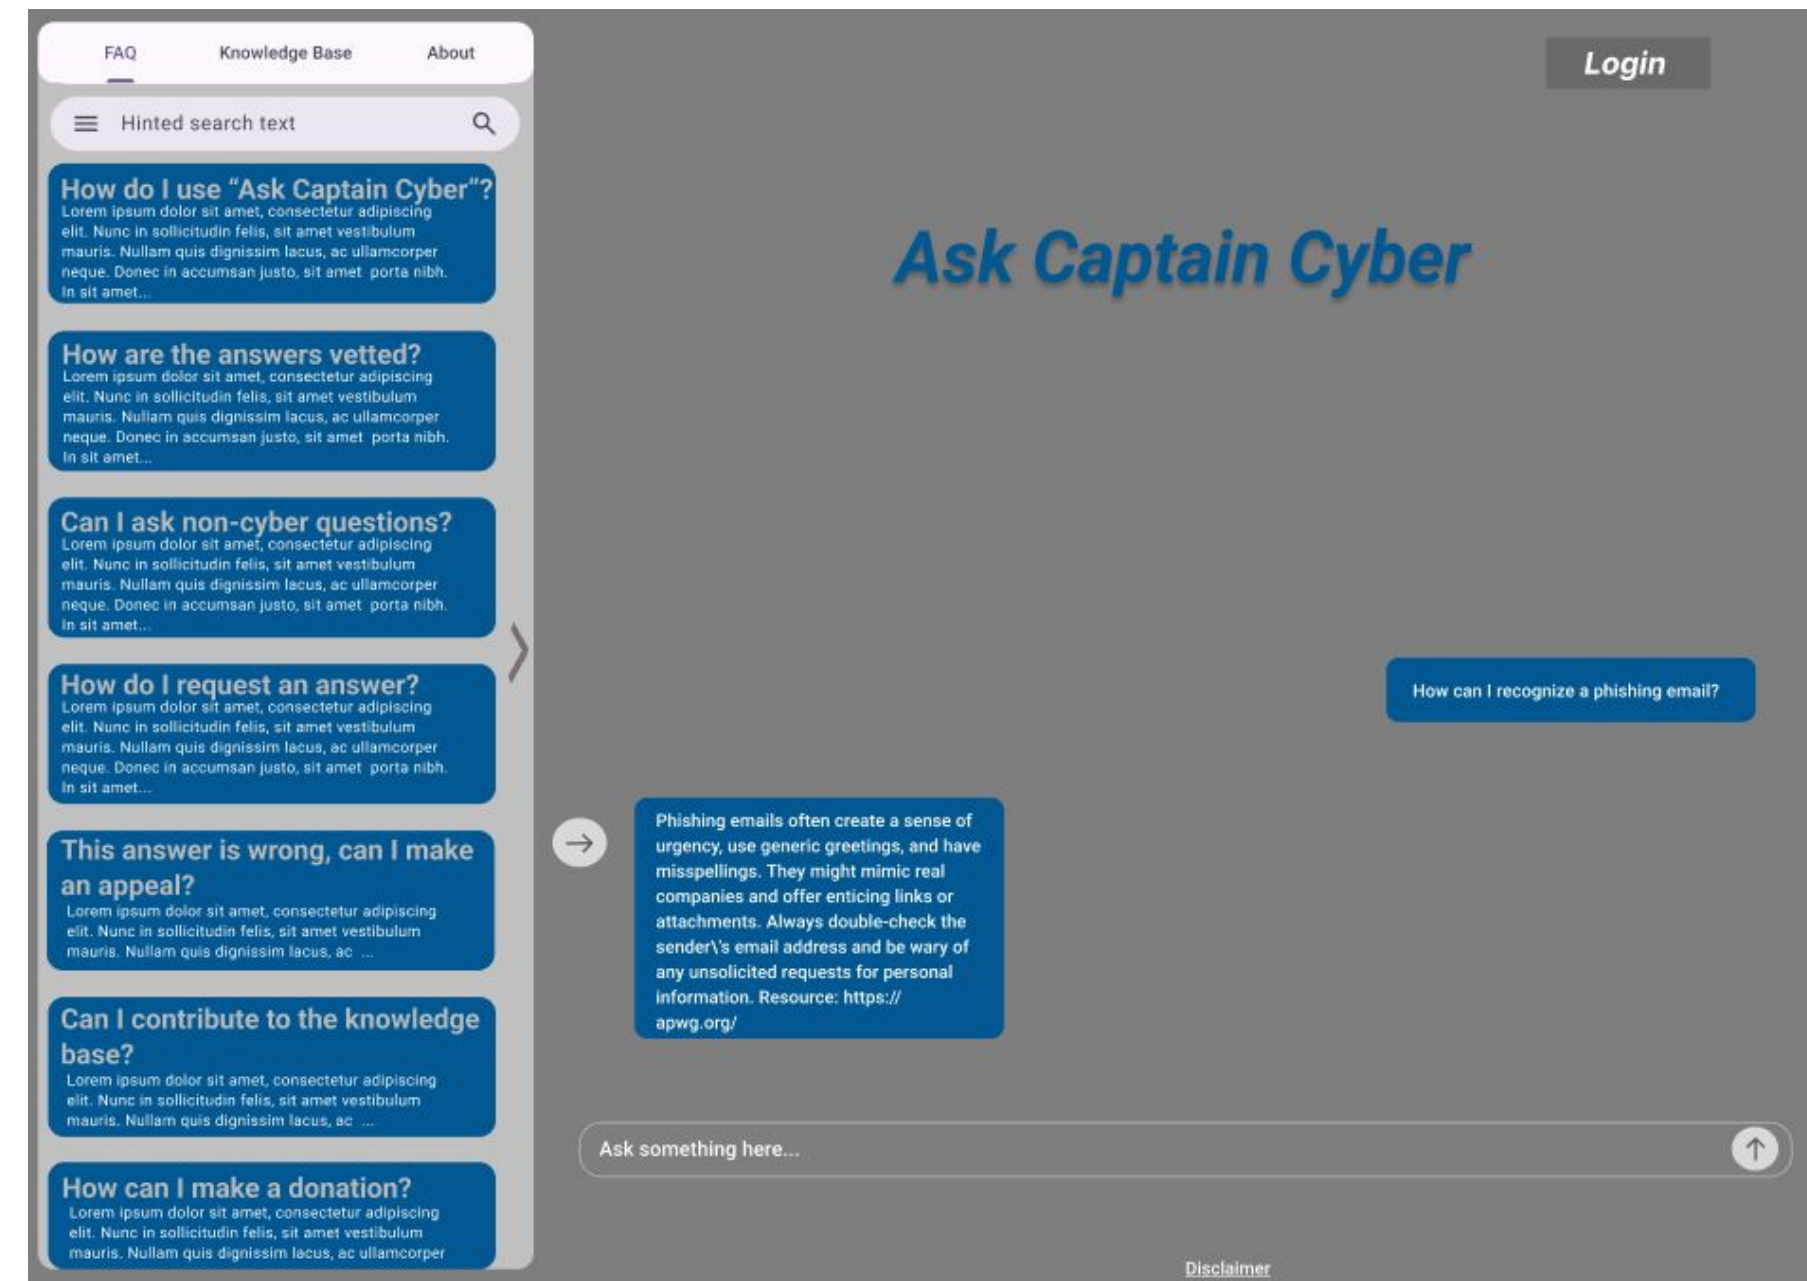 FAQ Knowledge Base About
Hinted search text
How do I use “Ask Captain Cyber”?
Lorem ipsum dolor sit amet, consectetur adipiscing
elit. Nunc in sollicitudin felis, sit amet vestibulum
mauris. Nullam quis dignissim lacus, ac ullamcorper
neque. Donec in accumsan justo, sit amet porta nibh.
In sit amet...
How are the answers vetted?
Lorem ipsum dolor sit amet, consectetur adipiscing
elit. Nunc in sollicitudin felis, sit amet vestibulum
mauris. Nullam quis dignissim lacus, ac ullamcorper
neque. Donec in accumsan justo, sit amet porta nibh.
In sit amet...
Can I ask non-cyber questions?
Lorem ipsum dolor sit amet, consectetur adipiscing
elit. Nunc in sollicitudin felis, sit amet vestibulum
mauris. Nullam quis dignissim lacus, ac ullamcorper
neque. Donec in accumsan justo, sit amet porta nibh.
In sit amet...
How do I request an answer?
Lorem ipsum dolor sit amet, consectetur adipiscing
elit. Nunc in sollicitudin felis, sit amet vestibulum
mauris. Nullam quis dignissim lacus, ac ullamcorper
neque. Donec in accumsan justo, sit amet porta nibh.
In sit amet...
This answer is wrong, can I make
an appeal?
Lorem ipsum dolor sit amet, consectetur adipiscing
elit. Nunc in sollicitudin felis, sit amet vestibulum
mauris. Nullam quis dignissim lacus, ac ...
Can I contribute to the knowledge
base?
Lorem ipsum dolor sit amet, consectetur adipiscing
elit. Nunc in sollicitudin felis, sit amet vestibulum
mauris. Nullam quis dignissim lacus, ac ...
How can I make a donation?
Lorem ipsum dolor sit amet, consectetur adipiscing
elit. Nunc in sollicitudin felis, sit amet vestibulum
mauris. Nullam quis dignissim lacus, ac ullamcorper
Login
Ask Captain Cyber
How can I recognize a phishing email?
Phishing emails often create a sense of
urgency, use generic greetings, and have
misspellings. They might mimic real
companies and offer enticing links or
attachments. Always double-check the
sender\'s email address and be wary of
any unsolicited requests for personal
information. Resource: https://
apwg.org/
Ask something here...
Disclaimer